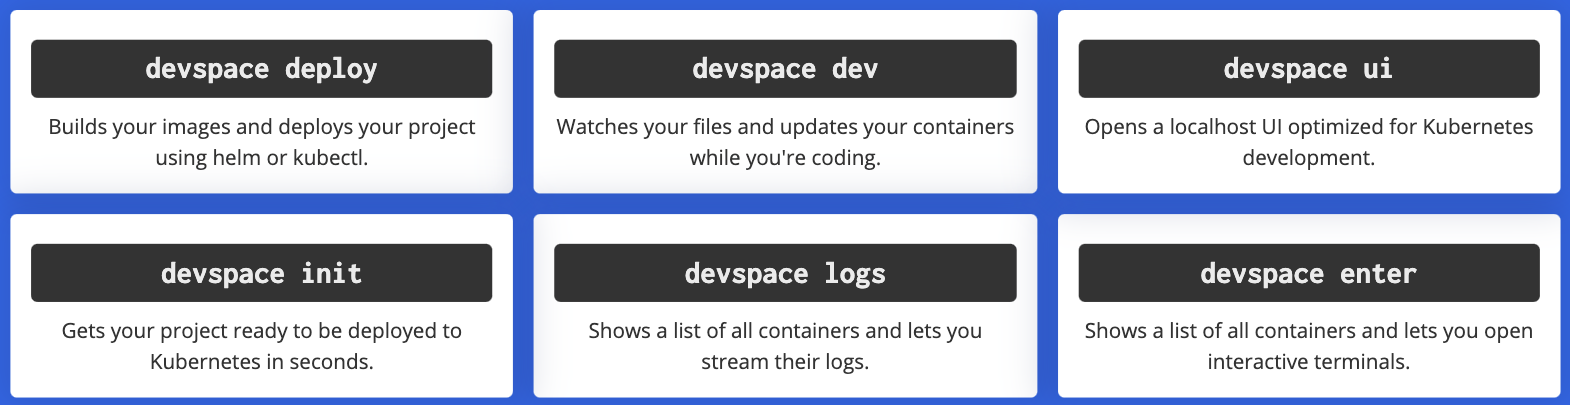 devspace deploy
Builds your images and deploys your project
using helm or kubectl.
devspace dev
Watches your files and updates your containers
while you're coding.
devspace ui
Opens a localhost UI optimized for Kubernetes
development.
devspace init
Gets your project ready to be deployed to
Kubernetes in seconds.
devspace logs
Shows a list of all containers and lets you
stream their logs.
devspace enter
Shows a list of all containers and lets you open
interactive terminals.